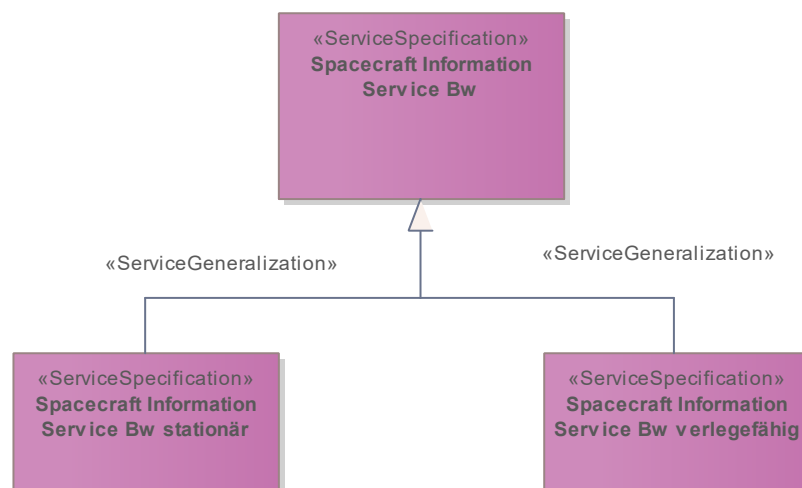 «ServiceSpecification»
Spacecraft Information
Service Bw
«ServiceGeneralization»
«ServiceGeneralization»
«ServiceSpecification»
Spacecraft Information
Service Bw stationär
«ServiceSpecification»
Spacecraft Information
Service Bw verlegefähig